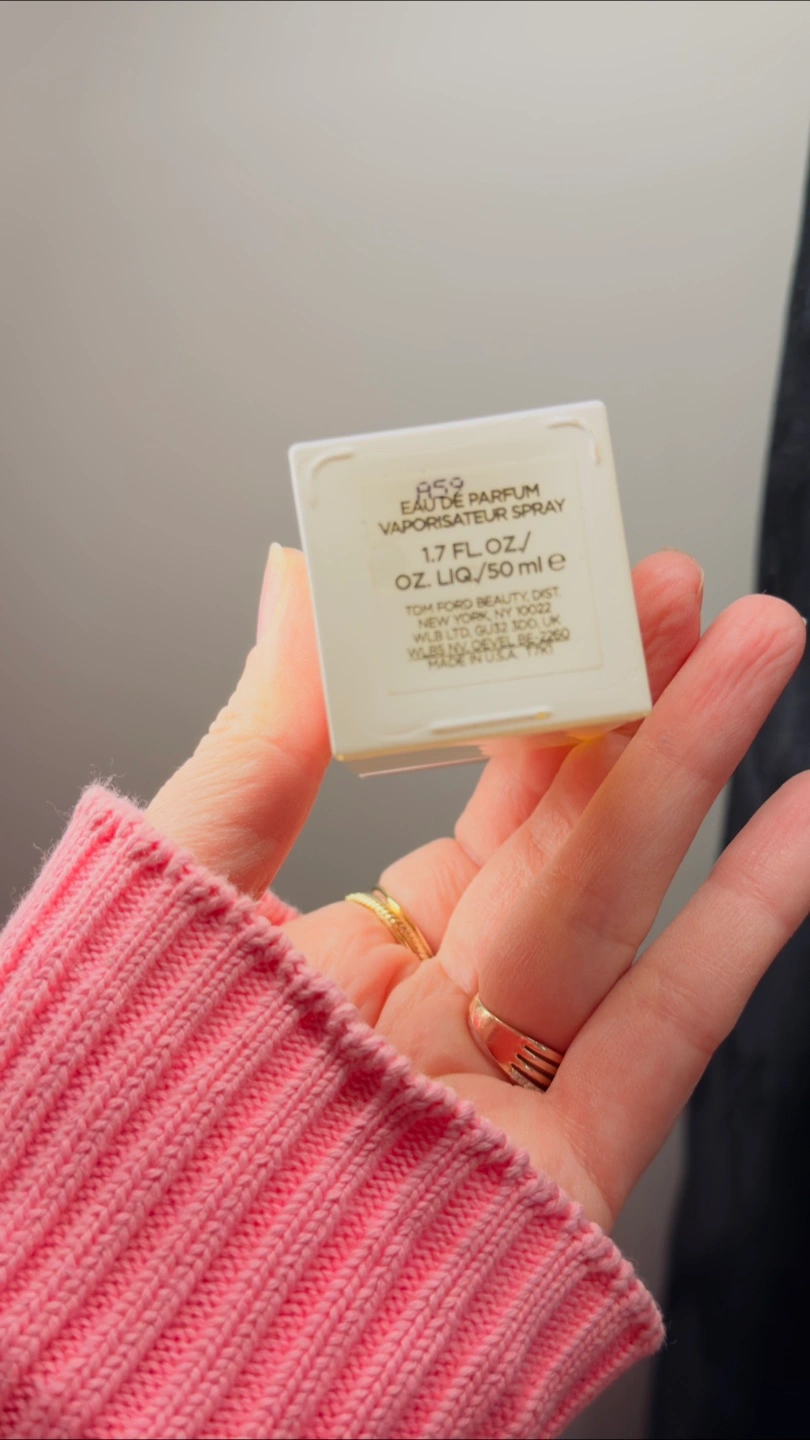 A59
EAU DE PARFUM
VAPORISATEUR SPRAY
1.7 FL. OZ./
OZ. LIQ./50 ml e
TOM FORD BEAUTY, DIST.
NEW YORK, NY 10022
WLB LTD, GU32 3DD, UK
WLBS NV, OEVEL BE-2260
MADE IN U.S.A.